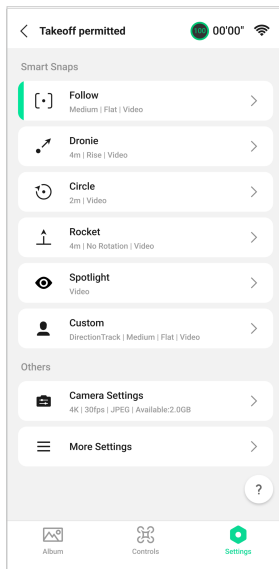 Takeoff permitted
100
00'00"
Smart Snaps
Follow
Medium | Flat | Video
Dronie
4m | Rise | Video
Circle
2m | Video
Rocket
4m | No Rotation | Video
Spotlight
Video
Custom
DirectionTrack | Medium | Flat | Video
Others
Camera Settings
4K | 30fps | JPEG | Available:2.0GB
More Settings
?
Album
Controls
Settings